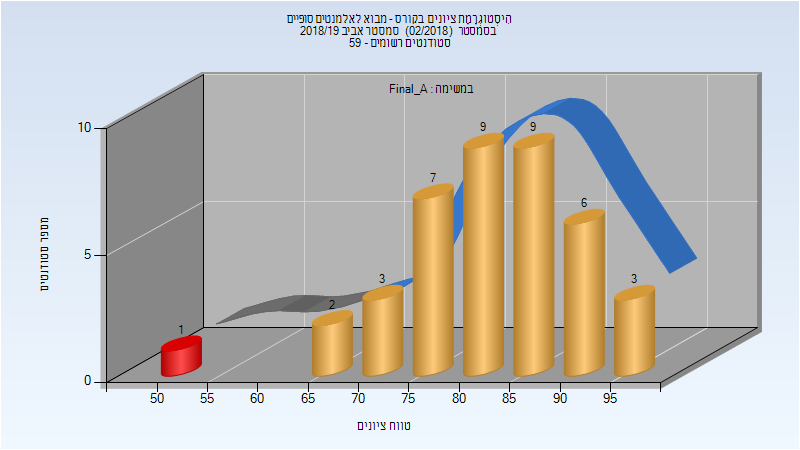 היסטוגרמת ציונים בקורס - מבוא לאלמנטים סופיים
בסמסטר (02/2018) סמסטר אביב 2018/19
סטודנטים רשומים - 59
במשימה : Final_A
10
5
0
מספר סטודנטים
1
2
3
7
9
9
6
3
50 55 60 65 70 75 80 85 90 95
טווח ציונים